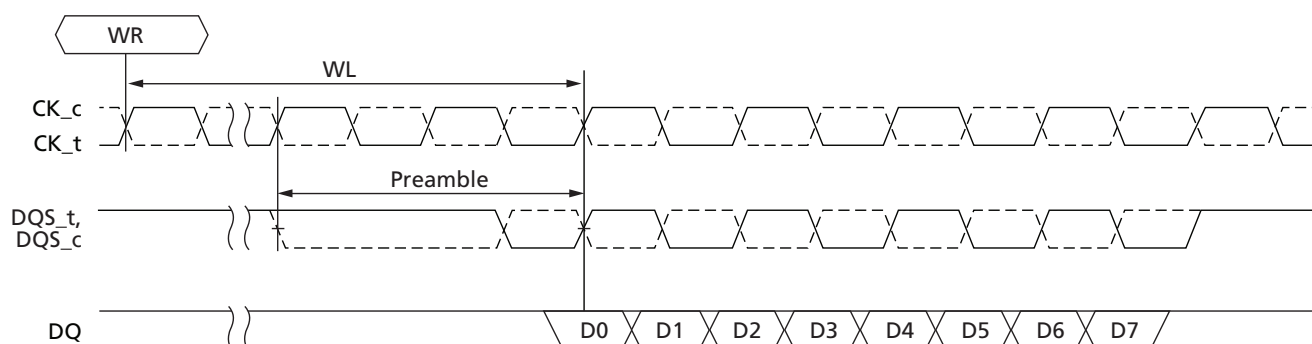 WR
WL
CK_c
CK_t
Preamble
DQS_t,
DQS_c
DQ D0 D1 D2 D3 D4 D5 D6 D7